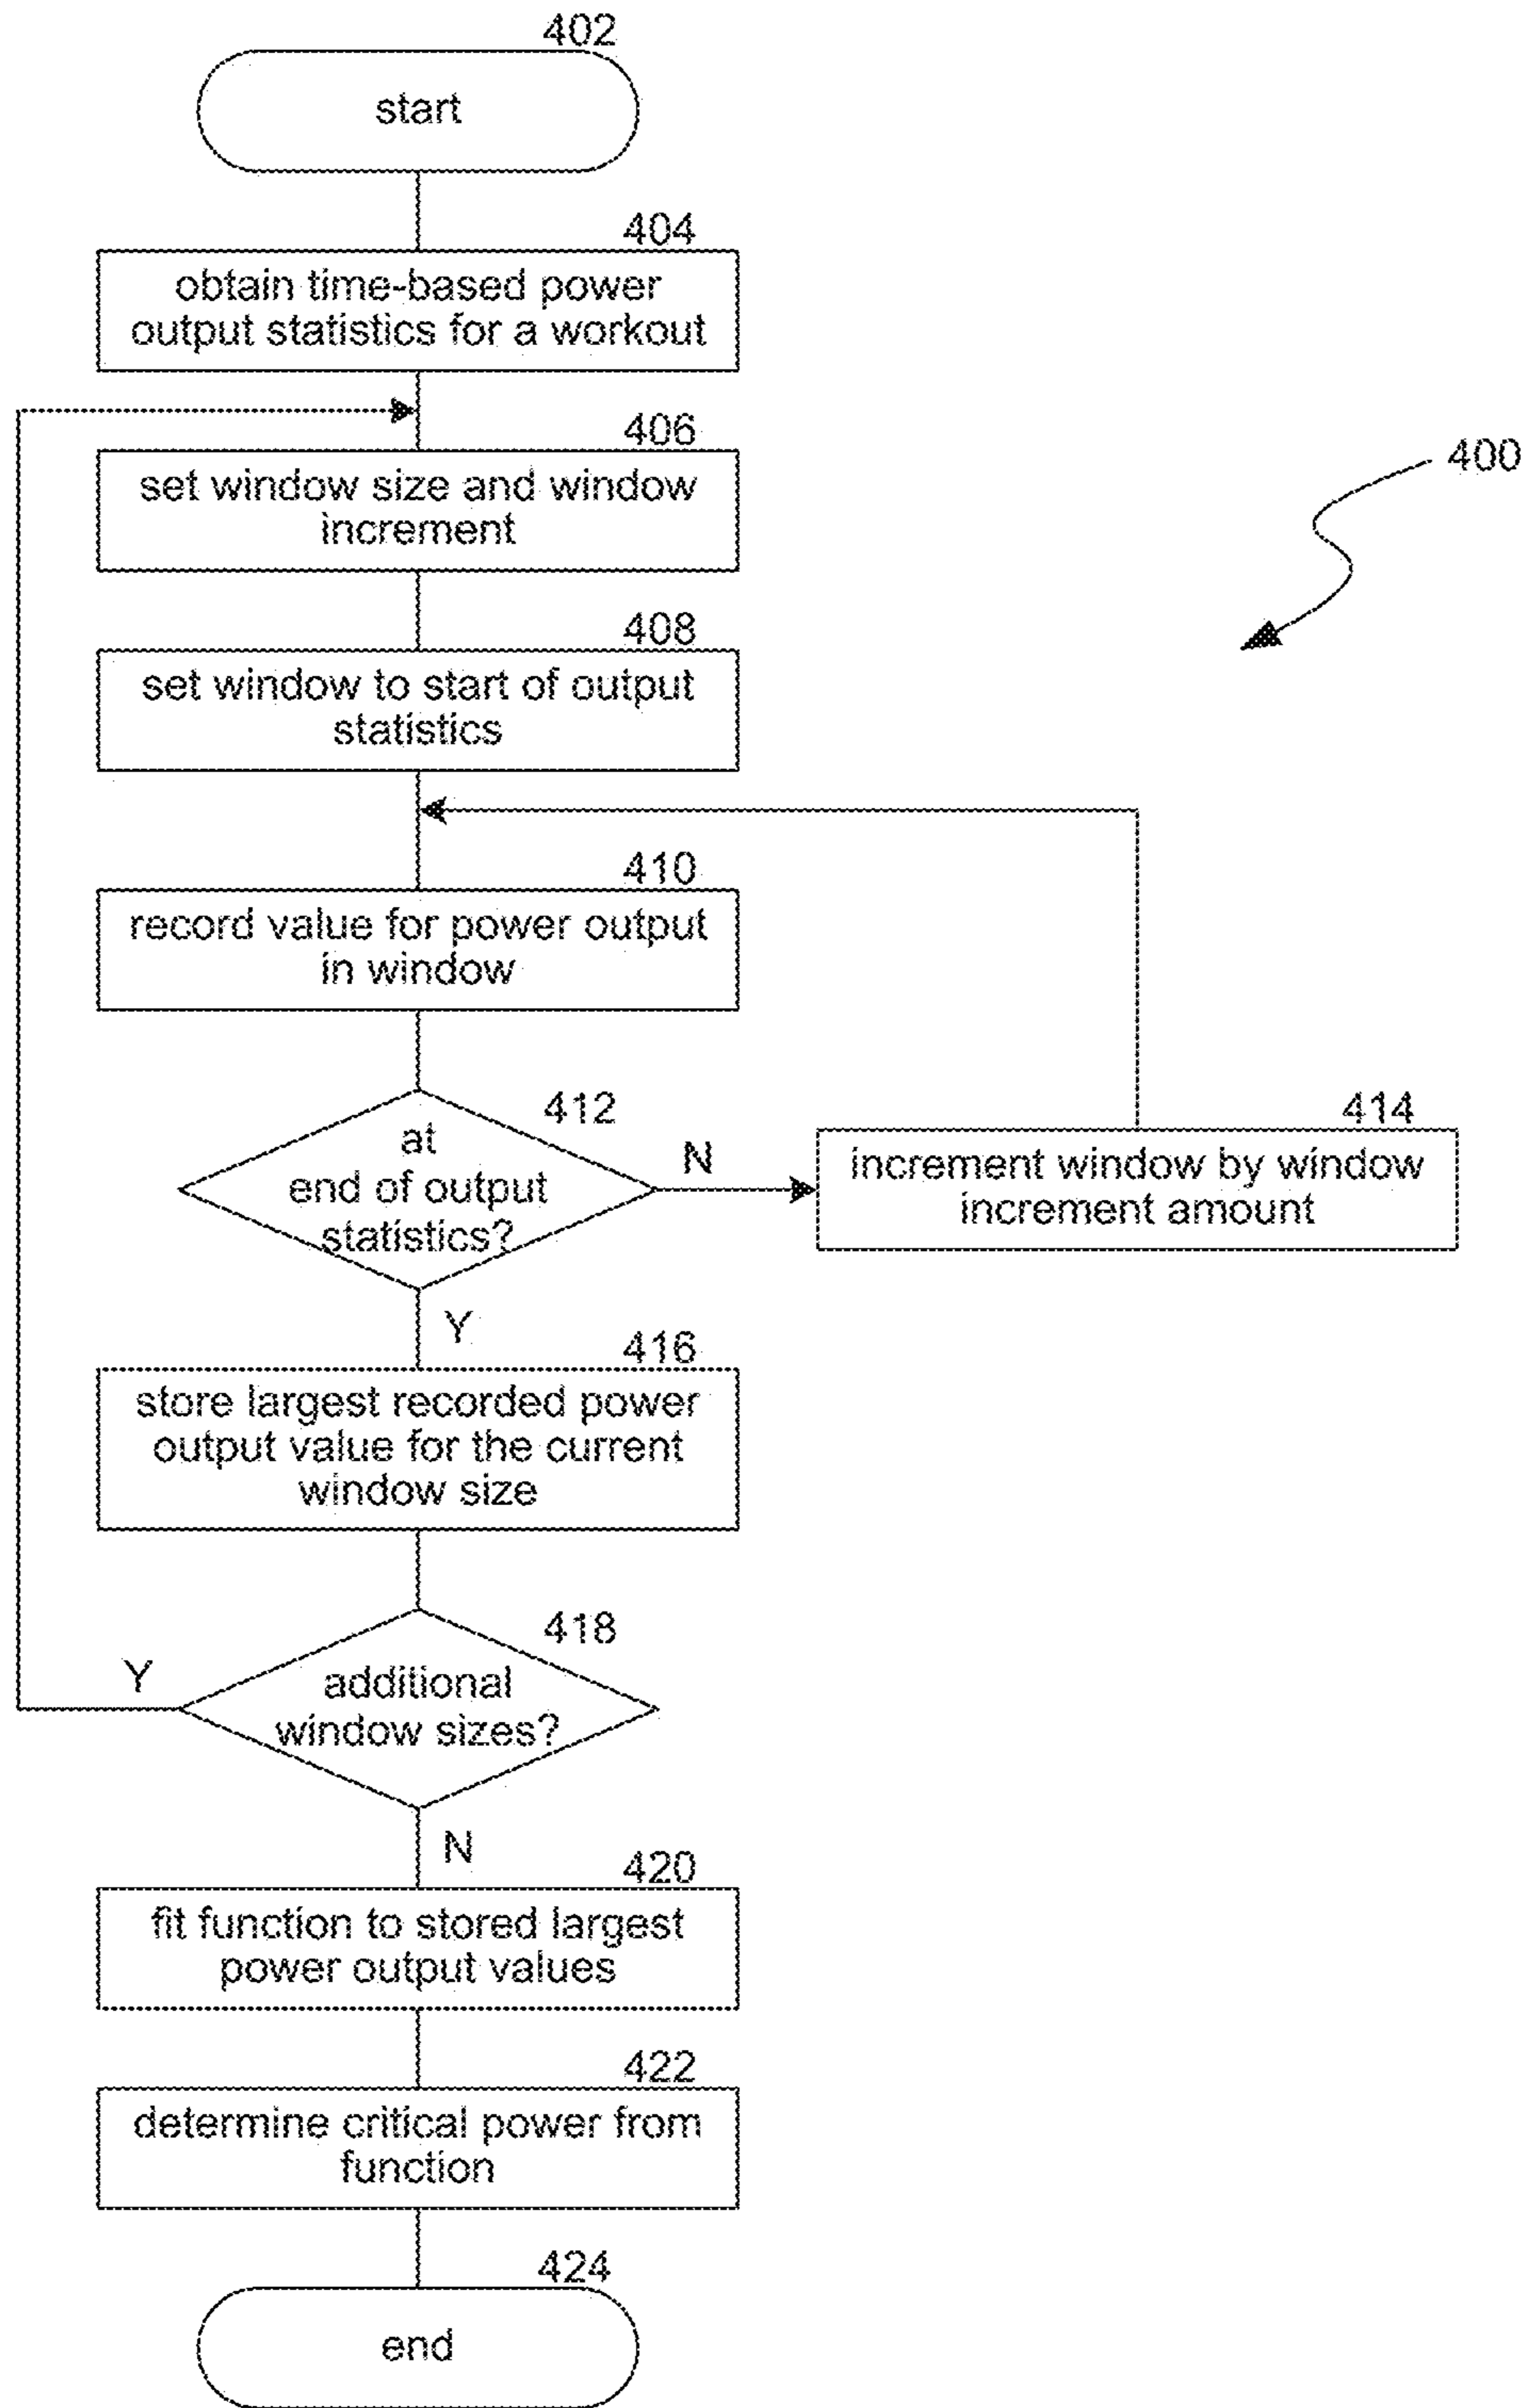 402
start
404
obtain time-based power
output statistics for a workout
406
set window size and window
increment
400
408
set window to start of output
statistics
410
record value for power output
in window
412
at
end of output
statistics?
N
414
increment window by window
increment amount
Y
416
store largest recorded power
output value for the current
window size
418
additional
window sizes?
Y
N
420
fit function to stored largest
power output values
422
determine critical power from
function
424
end